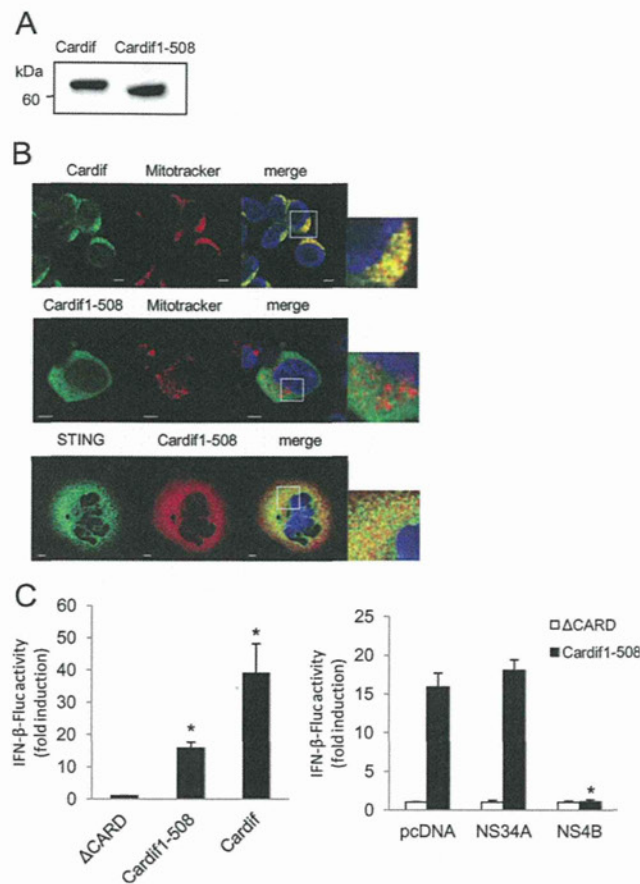 A
Cardif Cardif1-508
kDa
60
B
Cardif Mitotracker merge
Cardif1-508 Mitotracker merge
STING Cardif1-508 merge
C
IFN-β-Fluc activity
(fold induction)
60
50
40
30
20
10
0
*
*
ΔCARD
Cardif1-508
Cardif
IFN-β-Fluc activity
(fold induction)
25
20
15
10
5
0
ΔCARD
Cardif1-508
*
pcDNA NS34A NS4B